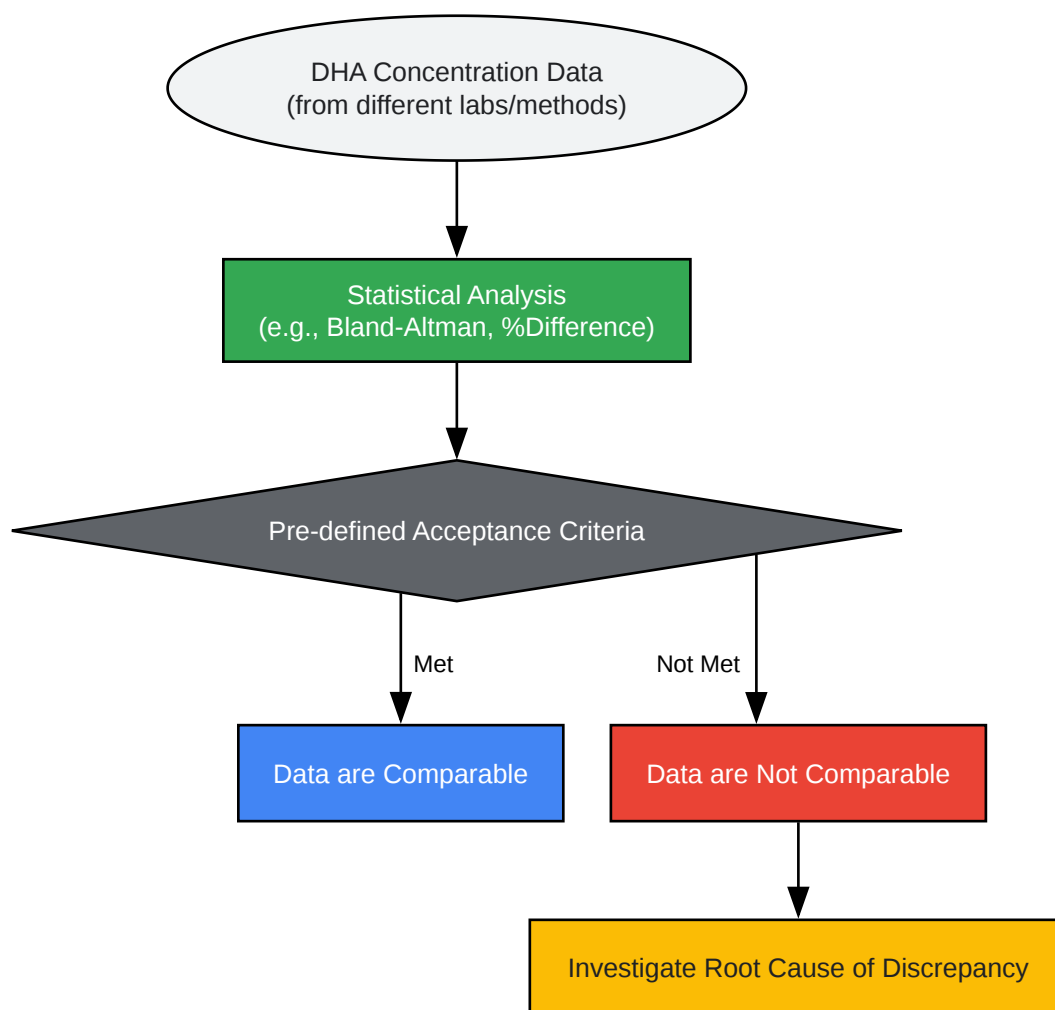 DHA Concentration Data
(from different labs/methods)
Statistical Analysis
(e.g., Bland-Altman, %Difference)
Pre-defined Acceptance Criteria
Met
Not Met
Data are Comparable
Data are Not Comparable
Investigate Root Cause of Discrepancy